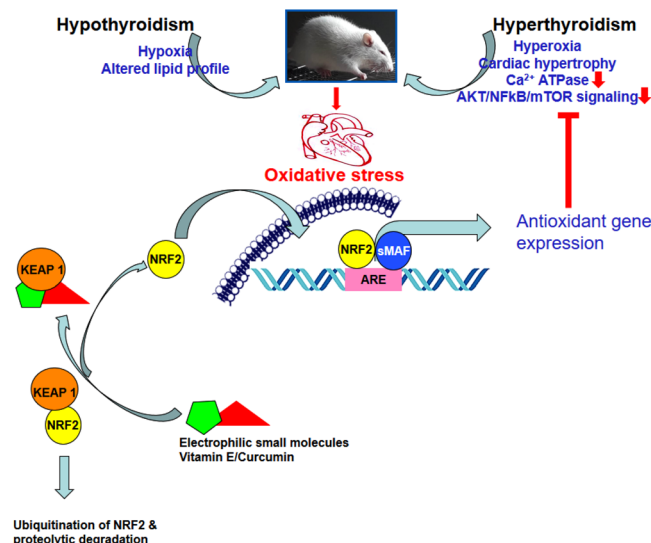 Hypothyroidism
Hypoxia
Altered lipid profile
Hyperthyroidism
Hyperoxia
Cardiac hypertrophy
Ca²⁺ ATPase
AKT/NFkB/mTOR signaling
Oxidative stress
Antioxidant gene
expression
NRF2
sMAF
ARE
NRF2
KEAP 1
KEAP 1
NRF2
Electrophilic small molecules
Vitamin E/Curcumin
Ubiquitination of NRF2 &
proteolytic degradation